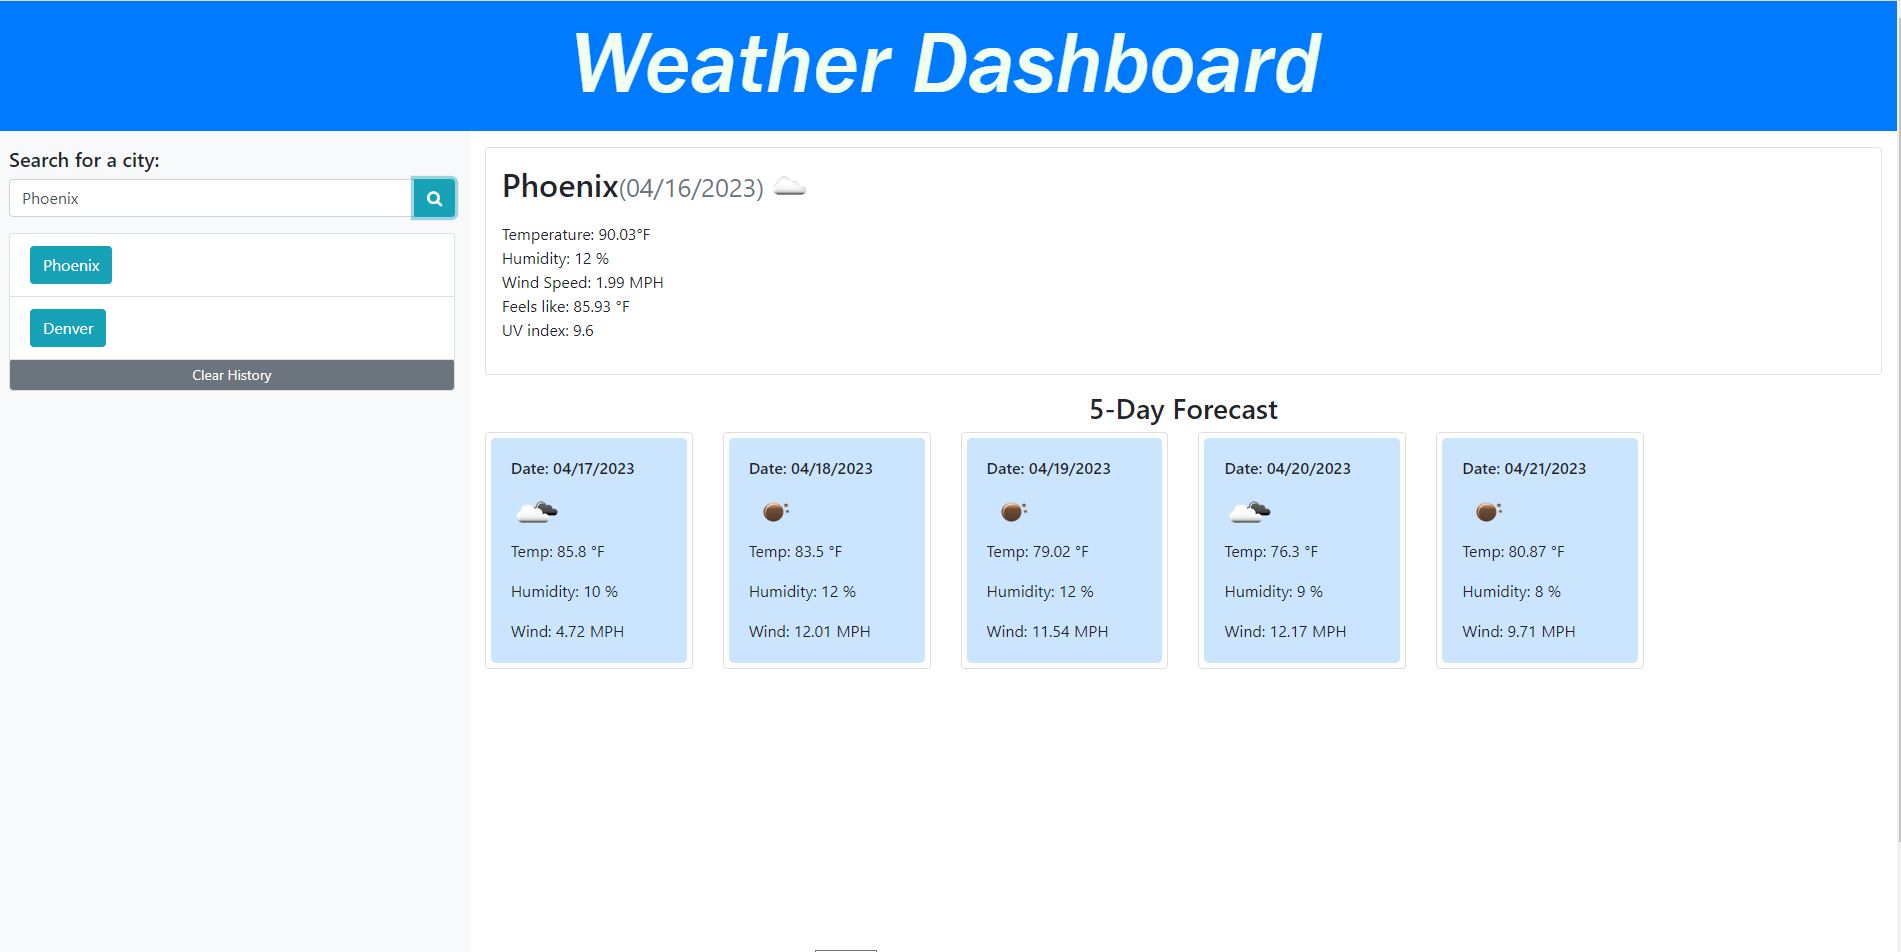 Weather Dashboard
Search for a city:
Phoenix
Phoenix
Denver
Clear History
Phoenix(04/16/2023)
Temperature: 90.03°F
Humidity: 12 %
Wind Speed: 1.99 MPH
Feels like: 85.93 °F
UV index: 9.6
5-Day Forecast
Date: 04/17/2023
Temp: 85.8 °F
Humidity: 10 %
Wind: 4.72 MPH
Date: 04/18/2023
Temp: 83.5 °F
Humidity: 12 %
Wind: 12.01 MPH
Date: 04/19/2023
Temp: 79.02 °F
Humidity: 12 %
Wind: 11.54 MPH
Date: 04/20/2023
Temp: 76.3 °F
Humidity: 9 %
Wind: 12.17 MPH
Date: 04/21/2023
Temp: 80.87 °F
Humidity: 8 %
Wind: 9.71 MPH